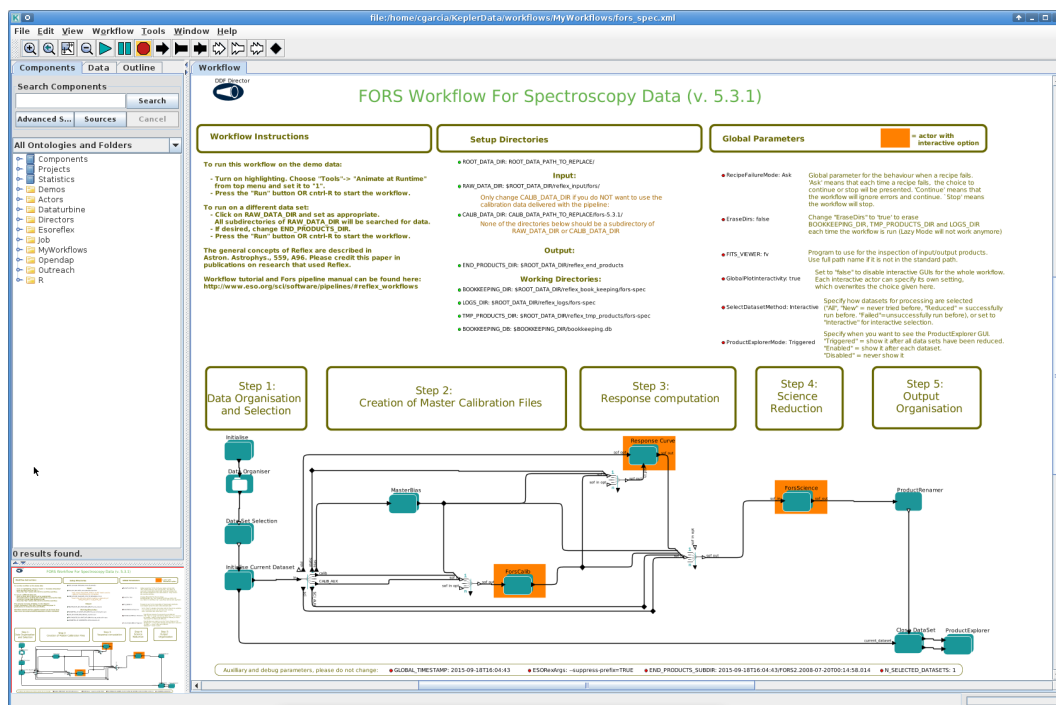 file:/home/cgarcia/KeplerData/workflows/MyWorkflows/fors_spec.xml
File Edit View Workflow Tools Window Help
Components Data Outline
Workflow
Search Components
Search
Advanced S... Sources Cancel
All Ontologies and Folders
Components
Projects
Statistics
Demos
Actors
Dataturbine
Directors
Esoreflex
Job
MyWorkflows
Opendap
Outreach
R
0 results found.
DDF Director
FORS Workflow For Spectroscopy Data (v. 5.3.1)
Workflow Instructions
To run this workflow on the demo data:
- Turn on highlighting. Choose "Tools"-> "Animate at Runtime"
from top menu and set it to "1".
- Press the "Run" button OR cntrl-R to start the workflow.
To run on a different data set:
- Click on RAW_DATA_DIR and set as appropriate.
All subdirectories of RAW_DATA_DIR will be searched for data.
- If desired, change END_PRODUCTS_DIR.
- Press the "Run" button OR cntrl-R to start the workflow.
The general concepts of Reflex are described in
Astron. Astrophys., 559, A96. Please credit this paper in
publications on research that used Reflex.
Workflow tutorial and Fors pipeline manual can be found here:
http://www.eso.org/sci/software/pipelines/#reflex_workflows
Setup Directories
ROOT_DATA_DIR: ROOT_DATA_PATH_TO_REPLACE/
Input:
RAW_DATA_DIR: $ROOT_DATA_DIR/reflex_input/fors/
Only change CALIB_DATA_DIR if you do NOT want to use the
calibration data delivered with the pipeline:
CALIB_DATA_DIR: CALIB_DATA_PATH_TO_REPLACE/fors-5.3.1/
None of the directories below should be a subdirectory of
RAW_DATA_DIR or CALIB_DATA_DIR
Output:
END_PRODUCTS_DIR: $ROOT_DATA_DIR/reflex_end_products
Working Directories:
BOOKKEEPING_DIR: $ROOT_DATA_DIR/reflex_book_keeping/fors-spec
LOGS_DIR: $ROOT_DATA_DIR/reflex_logs/fors-spec
TMP_PRODUCTS_DIR: $ROOT_DATA_DIR/reflex_tmp_products/fors-spec
BOOKKEEPING_DB: $BOOKKEEPING_DIR/bookkeeping.db
Global Parameters
= actor with
interactive option
RecipeFailureMode: Ask
Global parameter for the behaviour when a recipe fails.
'Ask' means that each time a recipe fails, the choice to
continue or stop wil be presented. 'Continue' means that
the workflow will ignore errors and continue. ' Stop' means
the workflow will stop.
EraseDirs: false
Change "EraseDirs" to 'true' to erase
BOOKKEEPING_DIR, TMP_PRODUCTS_DIR and LOGS_DIR
each time the workflow is run (Lazy Mode will not work anymore)
FITS_VIEWER: fv
Program to use for the inspection of input/output products.
Use full path name if it is not in the standard path.
GlobalPlotInteractivity: true
Set to "false" to disable interactive GUIs for the whole workflow.
Each interactive actor can specify its own setting,
which overwrites the choice given here.
SelectDatasetMethod: Interactive
Specify how datasets for processing are selected
("All", "New" = never tried before, "Reduced" = successfully
run before. "Failed"=unsuccessfully run before), or set to
"Interactive" for interactive selection.
ProductExplorerMode: Triggered
Specify when you want to see the ProductExplorer GUI.
"Triggered" = show it after all data sets have been reduced.
"Enabled" = show it after each dataset.
"Disabled" = never show it
Step 1:
Data Organisation
and Selection
Step 2:
Creation of Master Calibration Files
Step 3:
Response computation
Step 4:
Science
Reduction
Step 5:
Output
Organisation
Initialise
Data Organiser
Data Set Selection
Initialise Current Dataset
MasterBias
ForsCalib
Response Curve
ForsScience
ProductRenamer
current_dataset
Close DataSet
ProductExplorer
Auxiliary and debug parameters, please do not change:
GLOBAL_TIMESTAMP: 2015-09-18T16:04:43
ESORexArgs: --suppress-prefix=TRUE
END_PRODUCTS_SUBDIR: 2015-09-18T16:04:43/FORS2.2008-07-20T00:14:58.014
N_SELECTED_DATASETS: 1